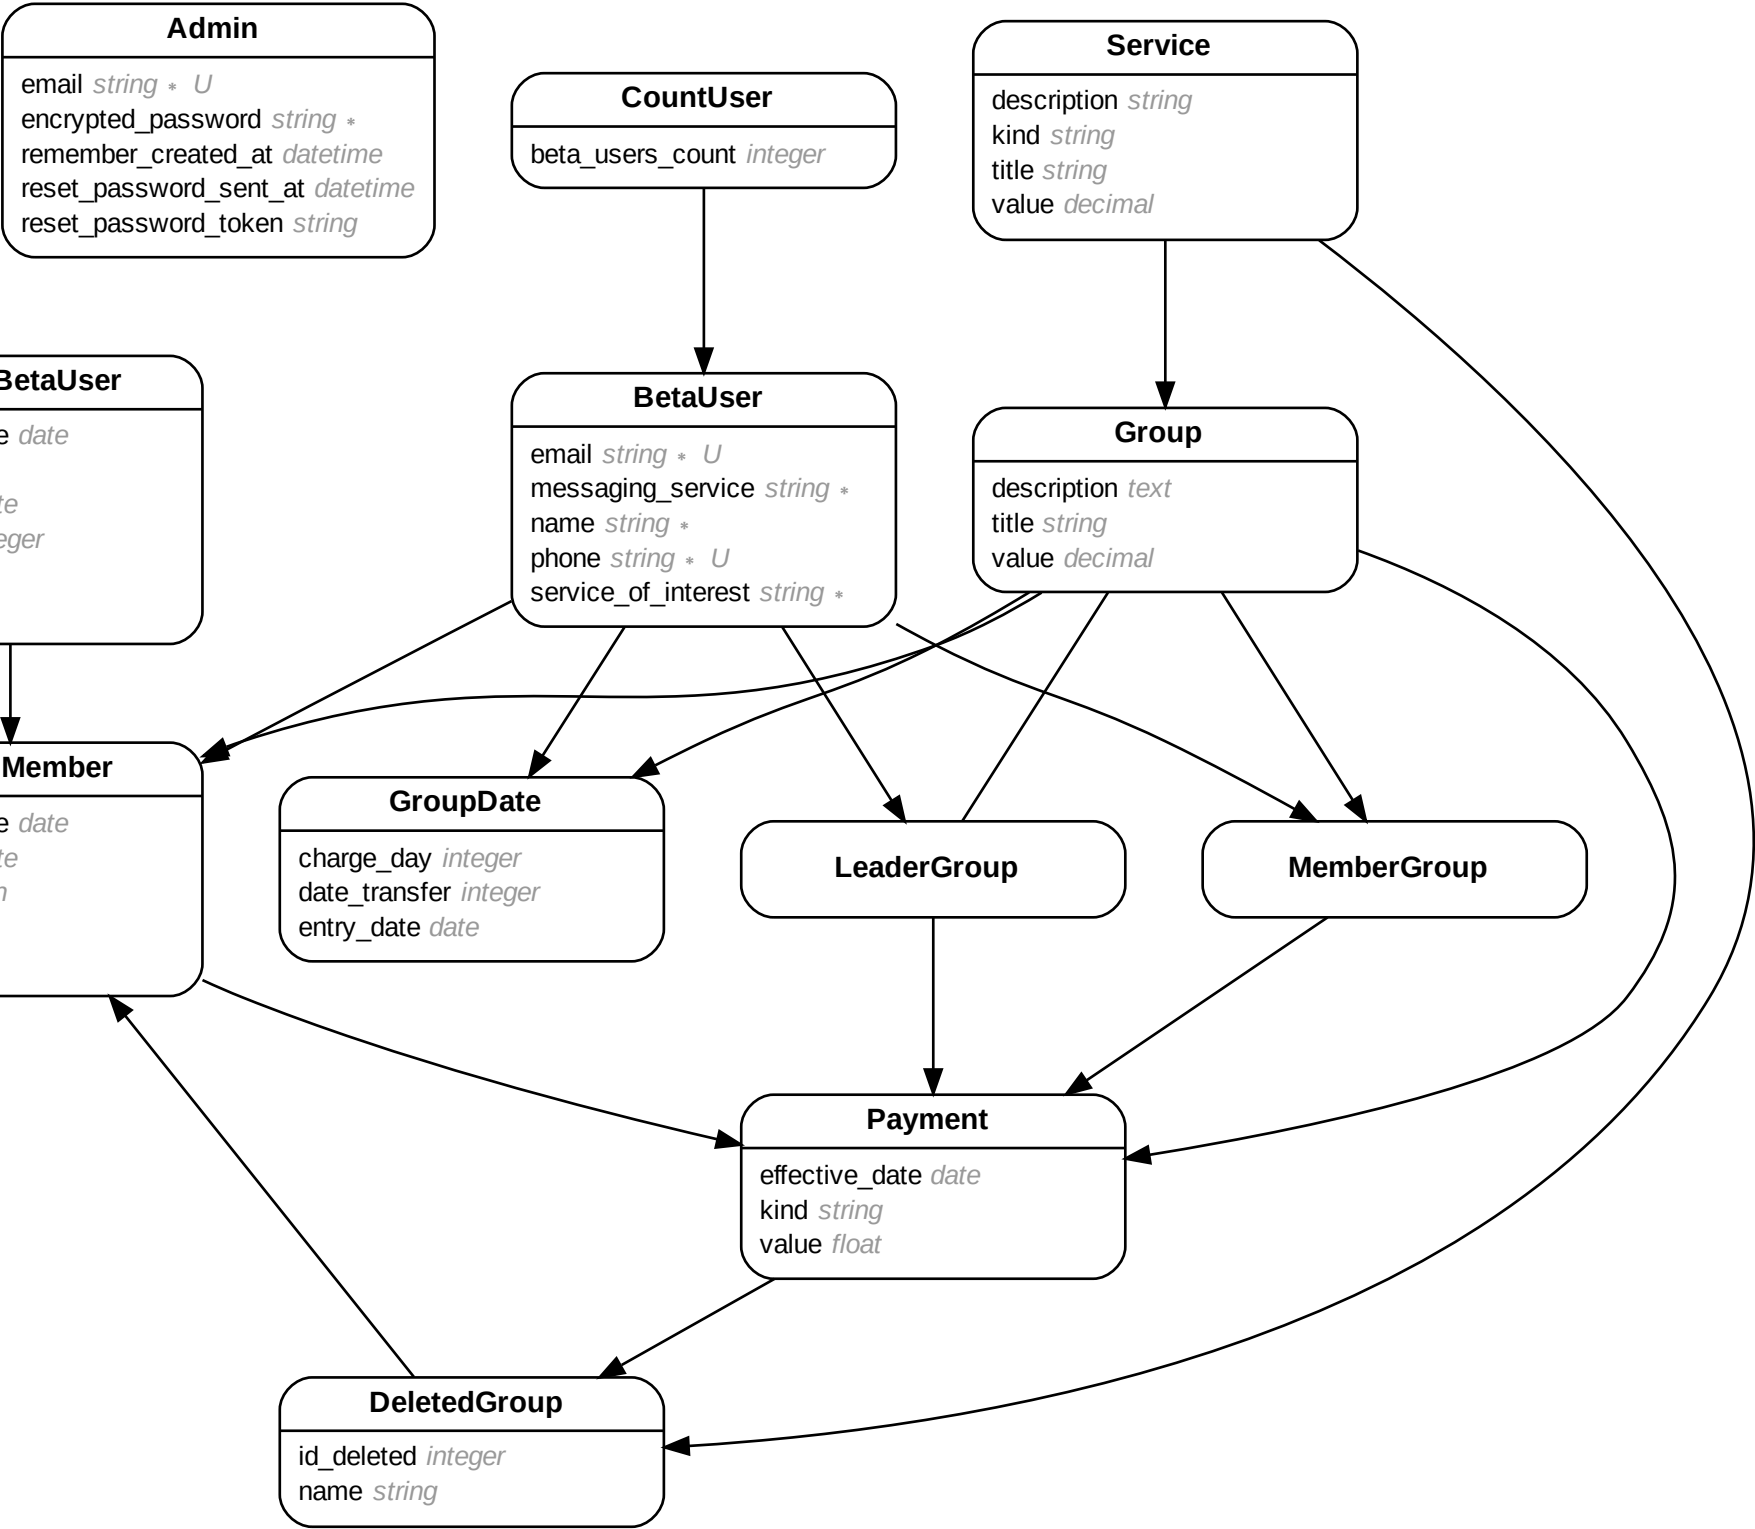 Admin
email string * U
encrypted_password string *
remember_created_at datetime
reset_password_sent_at datetime
reset_password_token string
CountUser
beta_users_count integer
Service
description string
kind string
title string
value decimal
BetaUser
date
BetaUser
email string * U
messaging_service string *
name string *
phone string * U
service_of_interest string *
Group
description text
title string
value decimal
Member
date
GroupDate
charge_day integer
date_transfer integer
entry_date date
LeaderGroup
MemberGroup
Payment
effective_date date
kind string
value float
DeletedGroup
id_deleted integer
name string